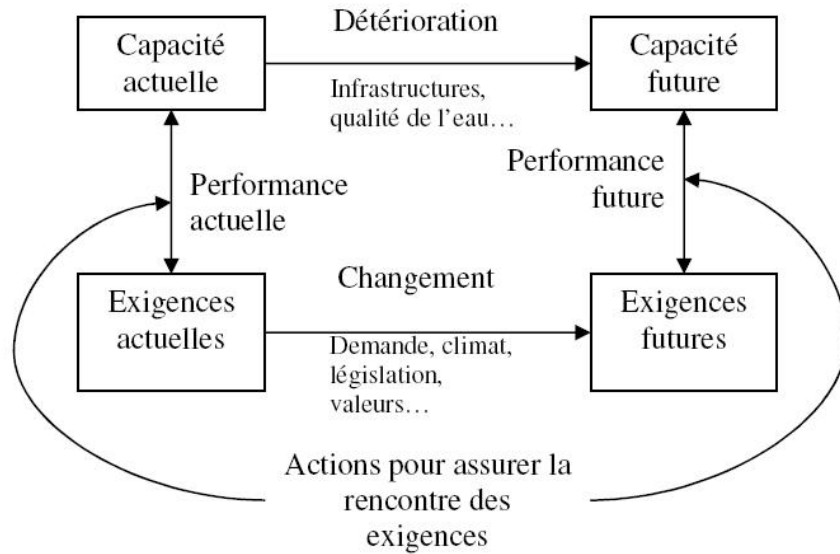 Capacité
actuelle
Détérioration
Infrastructures,
qualité de l’eau…
Capacité
future
Performance
actuelle
Performance
future
Exigences
actuelles
Changement
Demande, climat,
législation,
valeurs…
Exigences
futures
Actions pour assurer la
rencontre des
exigences